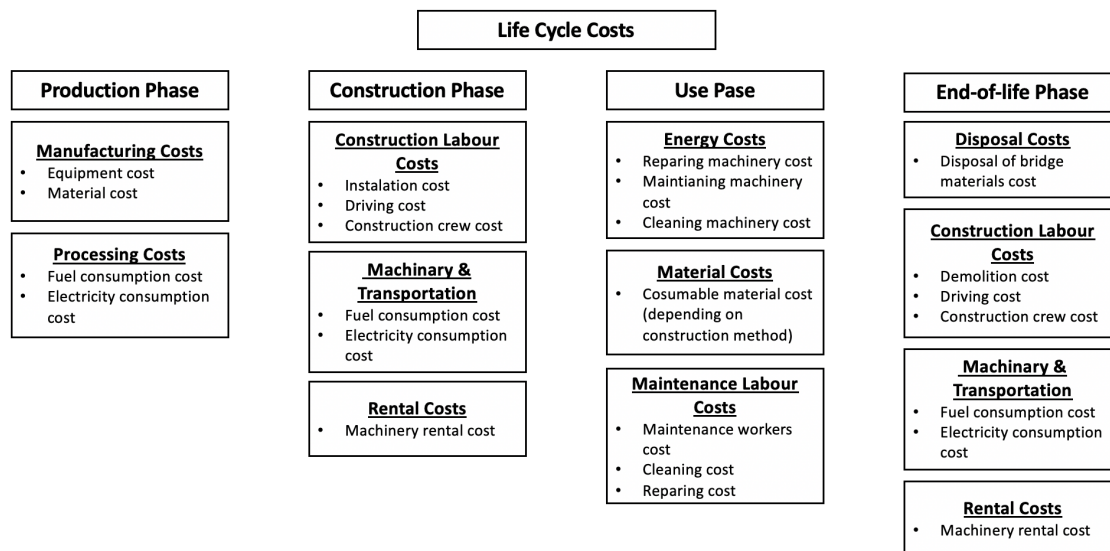 Life Cycle Costs
Production Phase
Manufacturing Costs
• Equipment cost
• Material cost
Processing Costs
• Fuel consumption cost
• Electricity consumption
cost
Construction Phase
Construction Labour
Costs
• Instalation cost
• Driving cost
• Construction crew cost
Machinary &
Transportation
• Fuel consumption cost
• Electricity consumption
cost
Rental Costs
• Machinery rental cost
Use Pase
Energy Costs
• Reparing machinery cost
• Maintianing machinery
cost
• Cleaning machinery cost
Material Costs
• Cosumable material cost
(depending on
construction method)
Maintenance Labour
Costs
• Maintenance workers
cost
• Cleaning cost
• Reparing cost
End-of-life Phase
Disposal Costs
• Disposal of bridge
materials cost
Construction Labour
Costs
• Demolition cost
• Driving cost
• Construction crew cost
Machinary &
Transportation
• Fuel consumption cost
• Electricity consumption
cost
Rental Costs
• Machinery rental cost